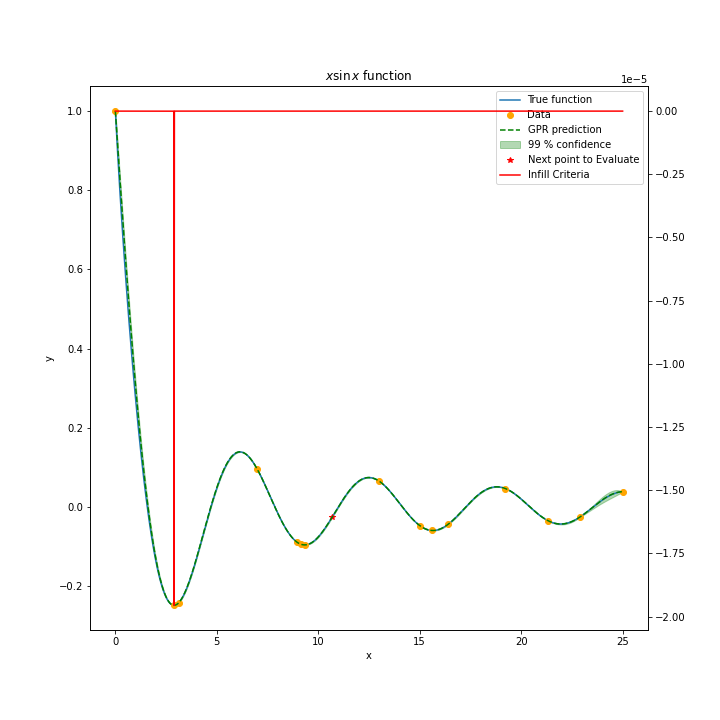 x sin x function
1e−5
True function
Data
GPR prediction
99 % confidence
Next point to Evaluate
Infill Criteria
y
1.0
0.8
0.6
0.4
0.2
0.0
−0.2
0.00
−0.25
−0.50
−0.75
−1.00
−1.25
−1.50
−1.75
−2.00
0 5 10 15 20 25
x